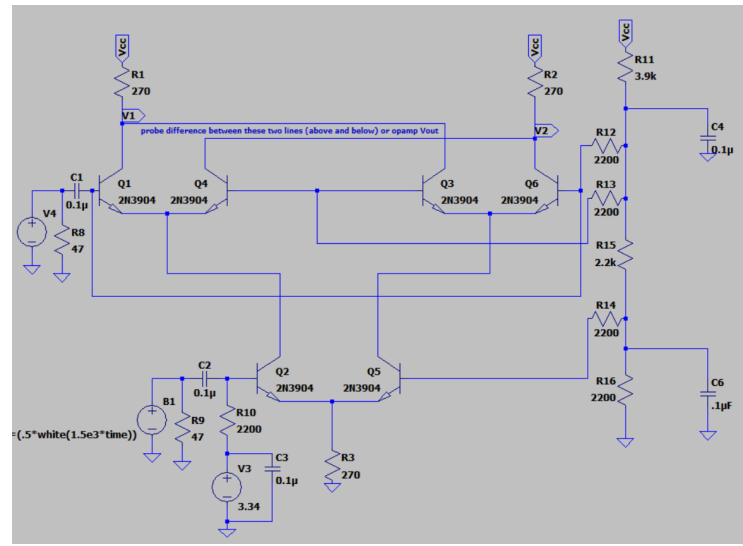 Vcc
Vcc
Vcc
R1
270
R2
270
R11
3.9k
V1
V2
probe difference between these two lines (above and below) or opamp Vout
C4
0.1µ
R12
2200
C1
0.1µ
Q1
2N3904
Q4
2N3904
Q3
2N3904
Q6
2N3904
R13
2200
V4
R8
47
R15
2.2k
R14
2200
C2
0.1µ
Q2
2N3904
Q5
2N3904
B1
=(.5*white(1.5e3*time))
R9
47
R10
2200
R16
2200
C6
.1µF
V3
3.34
C3
0.1µ
R3
270